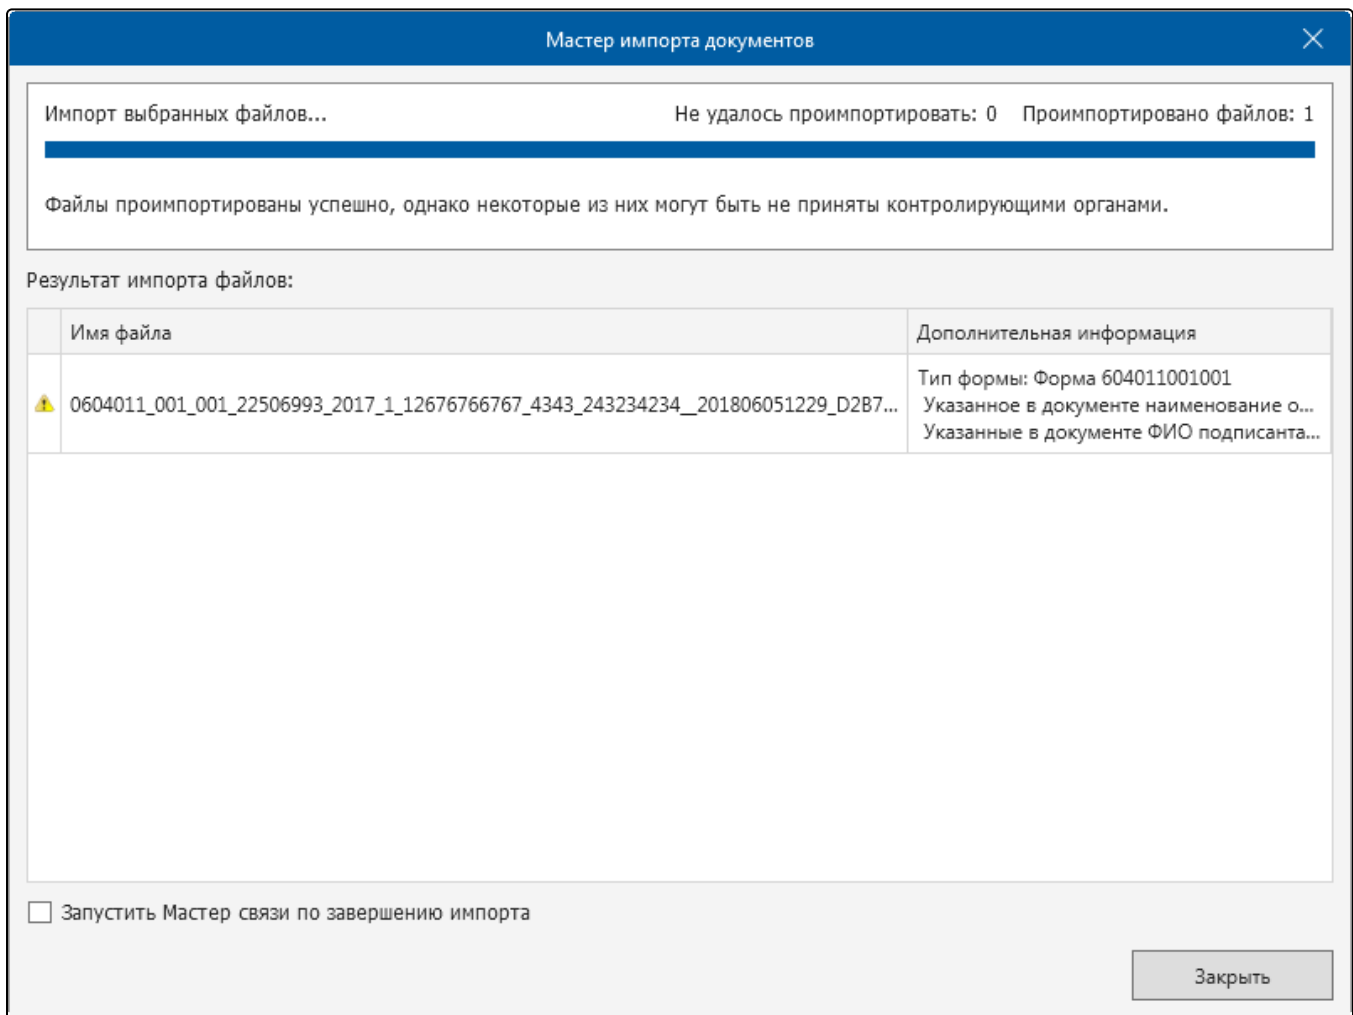 Мастер импорта документов
Импорт выбранных файлов... Не удалось проимпортировать: 0 Проимпортировано файлов: 1
Файлы проимпортированы успешно, однако некоторые из них могут быть не приняты контролирующими органами.
Результат импорта файлов:
Имя файла Дополнительная информация
0604011_001_001_22506993_2017_1_12676766767_4343_243234234__201806051229_D2B7...
Тип формы: Форма 604011001001
Указанное в документе наименование о...
Указанные в документе ФИО подписанта...
Запустить Мастер связи по завершению импорта
Закрыть